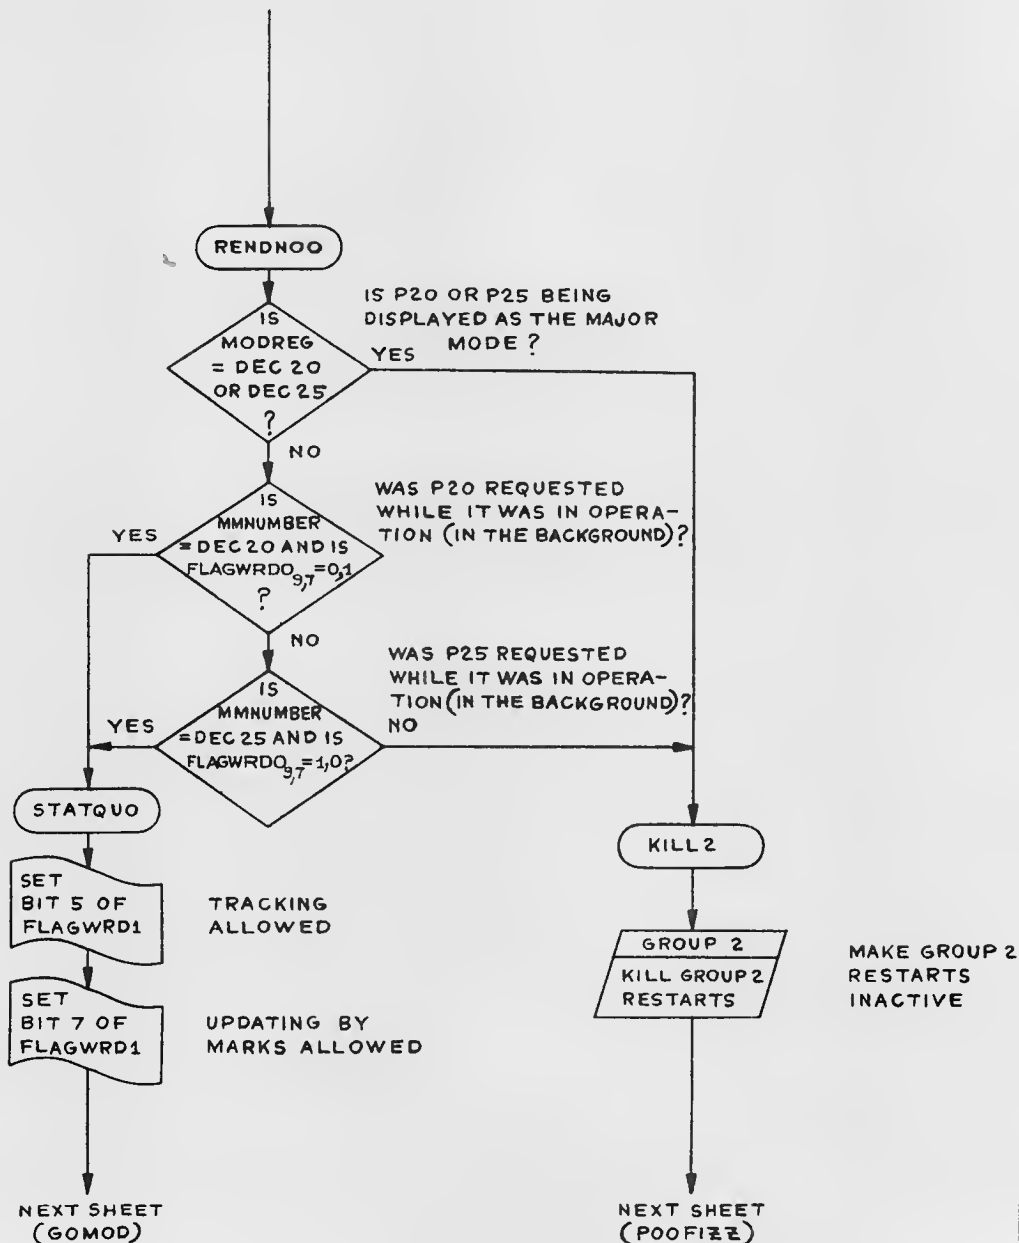 RENDNOO
IS P20 OR P25 BEING
DISPLAYED AS THE MAJOR
MODE ?
IS
MODREG
= DEC 20
OR DEC 25
?
YES
NO
WAS P20 REQUESTED
WHILE IT WAS IN OPERA-
TION (IN THE BACKGROUND)?
IS
MMNUMBER
= DEC 20 AND IS
FLAGWRDO9,7=0,1
?
YES
NO
WAS P25 REQUESTED
WHILE IT WAS IN OPERA-
TION (IN THE BACKGROUND)?
NO
IS
MMNUMBER
= DEC 25 AND IS
FLAGWRDO9,7=1,0?
YES
STATQUO
SET
BIT 5 OF
FLAGWRD1
TRACKING
ALLOWED
SET
BIT 7 OF
FLAGWRD1
UPDATING BY
MARKS ALLOWED
NEXT SHEET
(GOMOD)
KILL 2
GROUP 2
KILL GROUP 2
RESTARTS
MAKE GROUP 2
RESTARTS
INACTIVE
NEXT SHEET
(POOFIZZ)